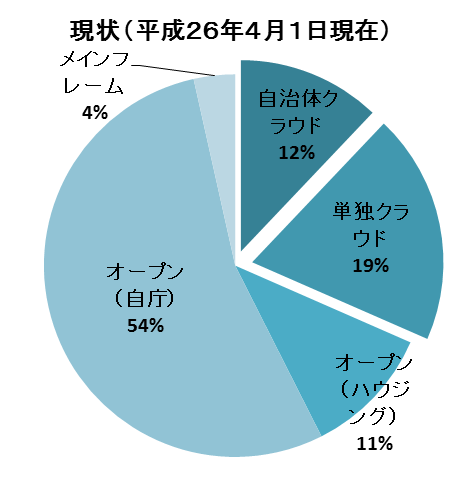 現状（平成26年4月1日現在）
メインフ
レーム
4%
自治体ク
ラウド
12%
単独クラ
ウド
19%
オープン
（自庁）
54%
オープン
（ハウジ
ング）
11%